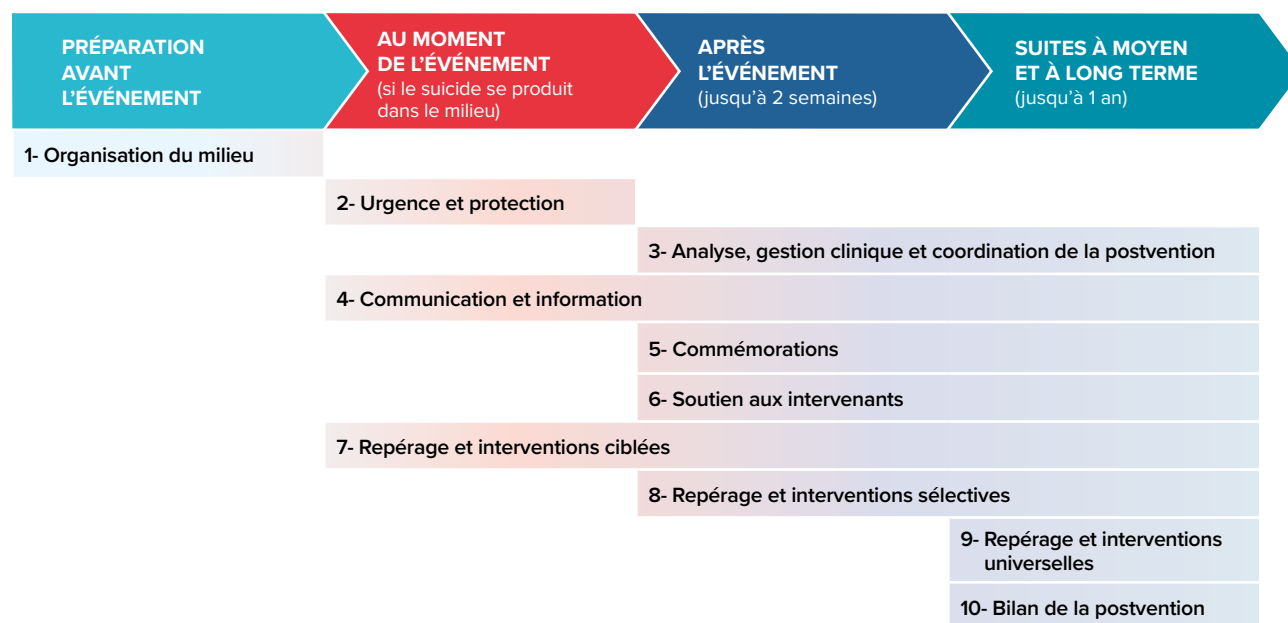 PRÉPARATION
AVANT
L'ÉVÉNEMENT
AU MOMENT
DE L'ÉVÉNEMENT
(si le suicide se produit
dans le milieu)
APRÈS
L'ÉVÉNEMENT
(jusqu'à 2 semaines)
SUITES À MOYEN
ET À LONG TERME
(jusqu'à 1 an)
1- Organisation du milieu
2- Urgence et protection
3- Analyse, gestion clinique et coordination de la postvention
4- Communication et information
5- Commémorations
6- Soutien aux intervenants
7- Repérage et interventions ciblées
8- Repérage et interventions sélectives
9- Repérage et interventions
universelles
10- Bilan de la postvention